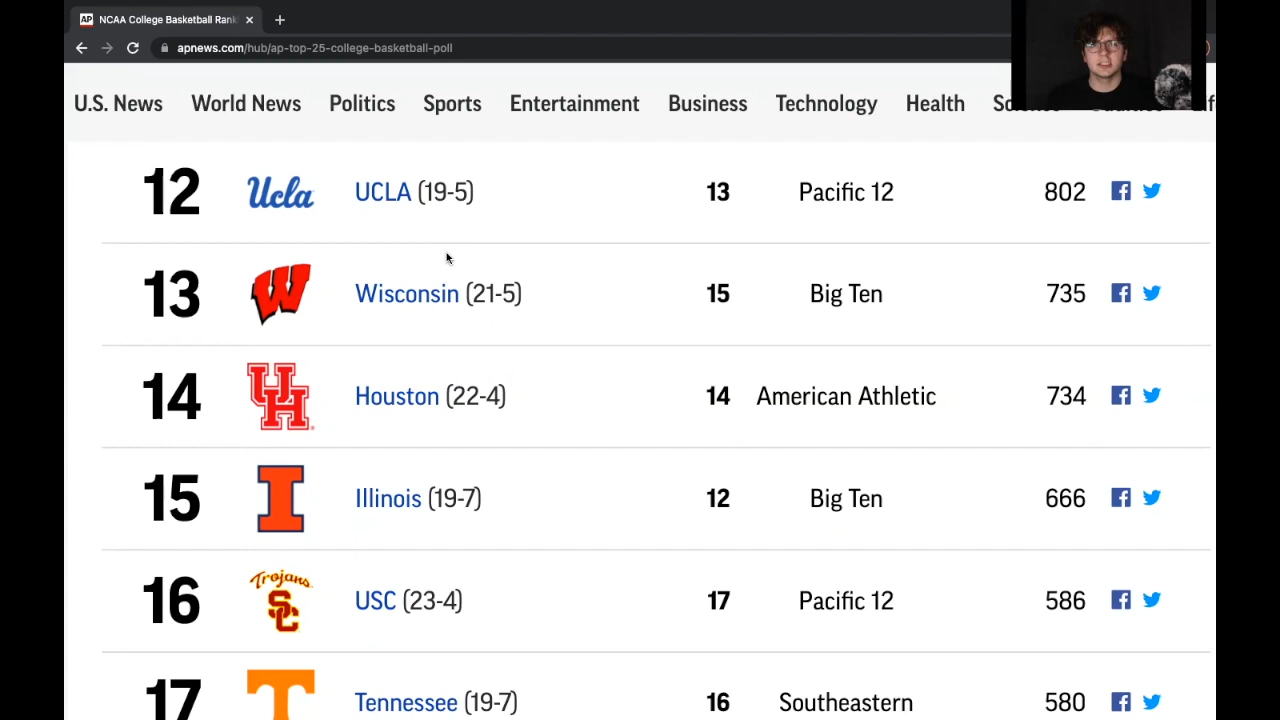 AP NCAA College Basketball Rank
apnews.com/hub/ap-top-25-college-basketball-poll
U.S. News World News Politics Sports Entertainment Business Technology Health
12 Ucla UCLA (19-5) 13 Pacific 12 802
13 W Wisconsin (21-5) 15 Big Ten 735
14 UH Houston (22-4) 14 American Athletic 734
15 I Illinois (19-7) 12 Big Ten 666
16 Trojans SC USC (23-4) 17 Pacific 12 586
17 T Tennessee (19-7) 16 Southeastern 580